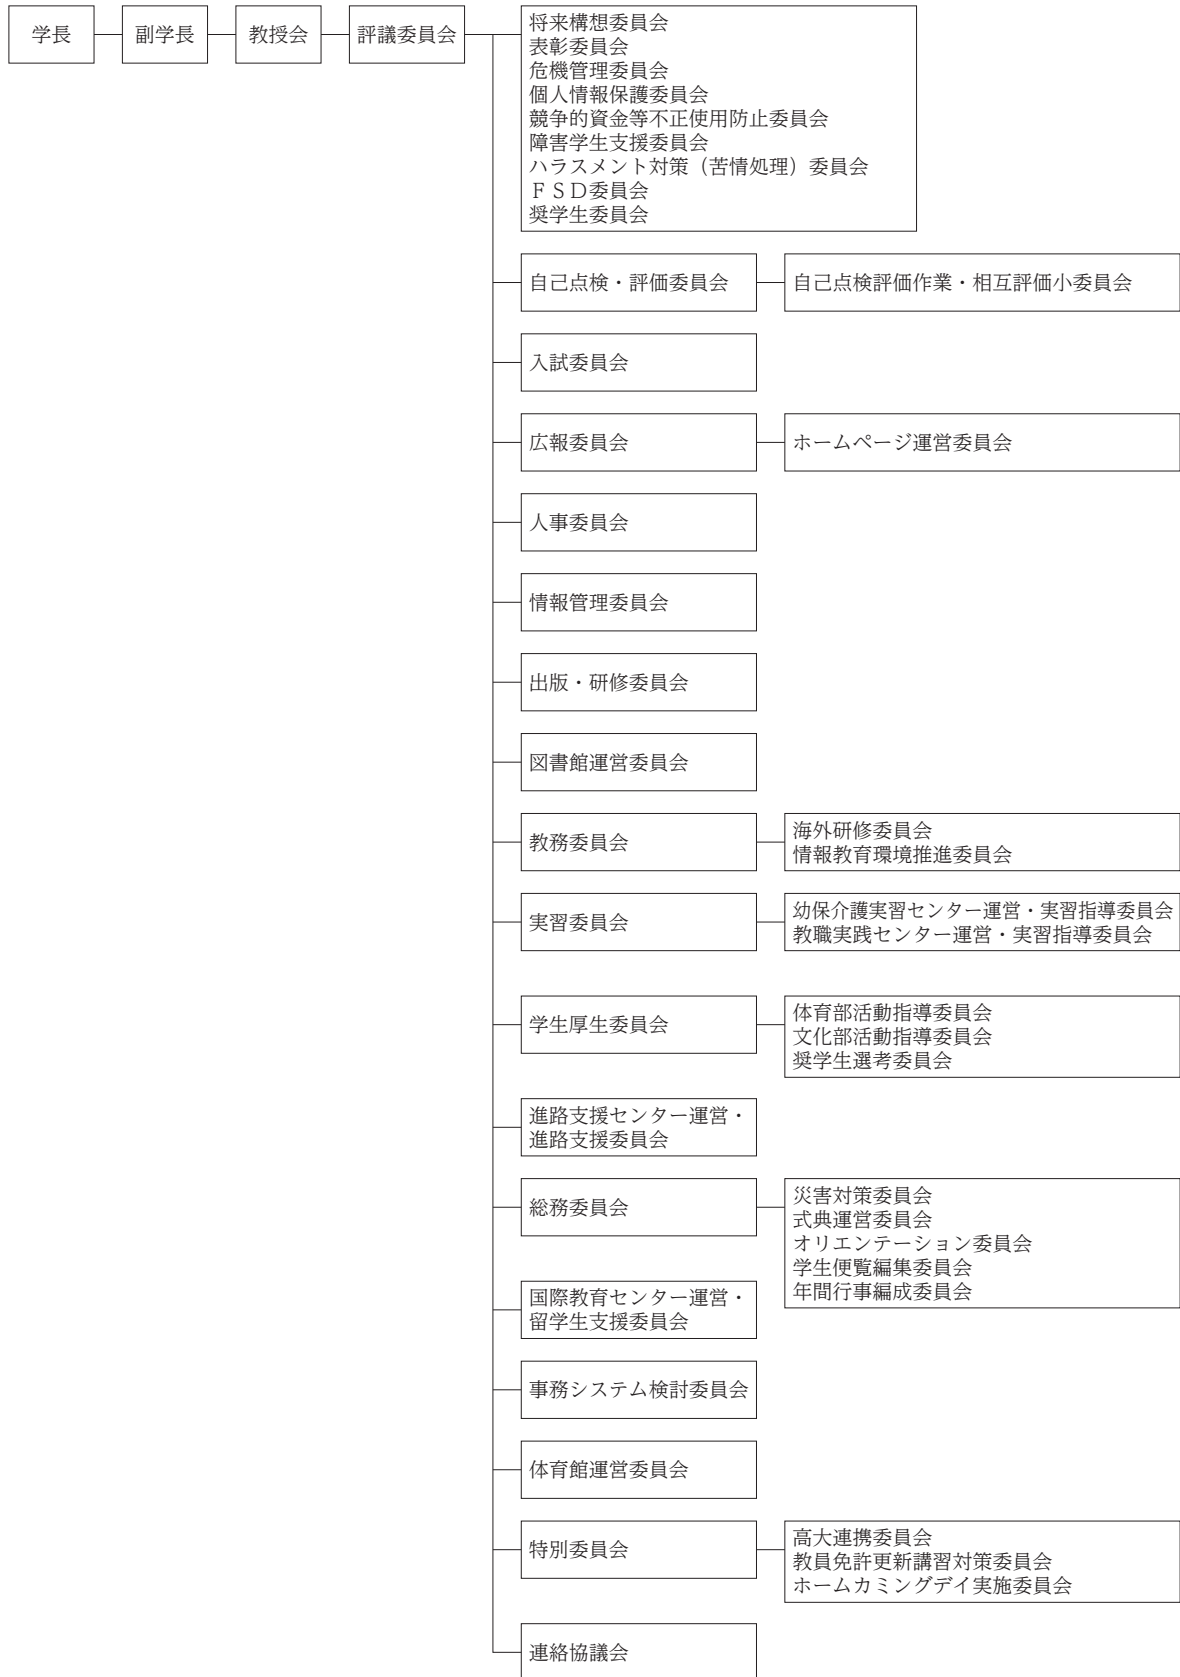 学長
副学長
教授会
評議委員会
将来構想委員会
表彰委員会
危機管理委員会
個人情報保護委員会
競争的資金等不正使用防止委員会
障害学生支援委員会
ハラスメント対策（苦情処理）委員会
ＦＳＤ委員会
奨学生委員会
自己点検・評価委員会
自己点検評価作業・相互評価小委員会
入試委員会
広報委員会
ホームページ運営委員会
人事委員会
情報管理委員会
出版・研修委員会
図書館運営委員会
教務委員会
海外研修委員会
情報教育環境推進委員会
実習委員会
幼保介護実習センター運営・実習指導委員会
教職実践センター運営・実習指導委員会
学生厚生委員会
体育部活動指導委員会
文化部活動指導委員会
奨学生選考委員会
進路支援センター運営・
進路支援委員会
総務委員会
災害対策委員会
式典運営委員会
オリエンテーション委員会
学生便覧編集委員会
年間行事編成委員会
国際教育センター運営・
留学生支援委員会
事務システム検討委員会
体育館運営委員会
特別委員会
高大連携委員会
教員免許更新講習対策委員会
ホームカミングデイ実施委員会
連絡協議会